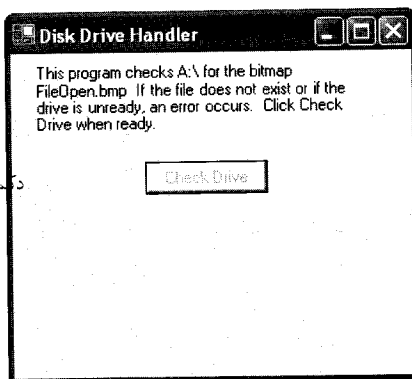 Disk Drive Handler
This program checks A:\ for the bitmap
FileOpen.bmp If the file does not exist or if the
drive is unready, an error occurs. Click Check
Drive when ready.
Check Drive